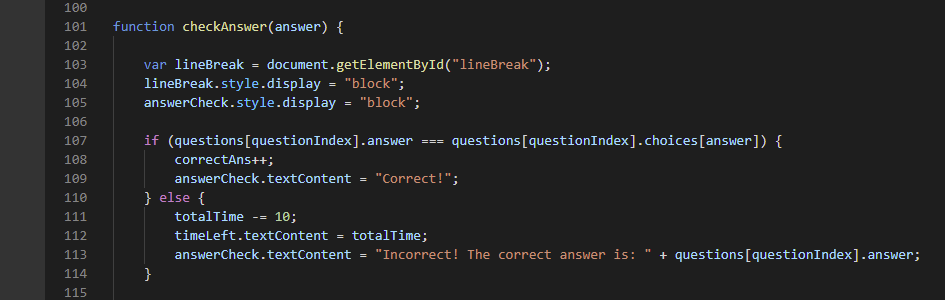 100
101 function checkAnswer(answer) {
102
103 var lineBreak = document.getElementById("lineBreak");
104 lineBreak.style.display = "block";
105 answerCheck.style.display = "block";
106
107 if (questions[questionIndex].answer === questions[questionIndex].choices[answer]) {
108 correctAns++;
109 answerCheck.textContent = "Correct!";
110 } else {
111 totalTime -= 10;
112 timeLeft.textContent = totalTime;
113 answerCheck.textContent = "Incorrect! The correct answer is: " + questions[questionIndex].answer;
114 }
115